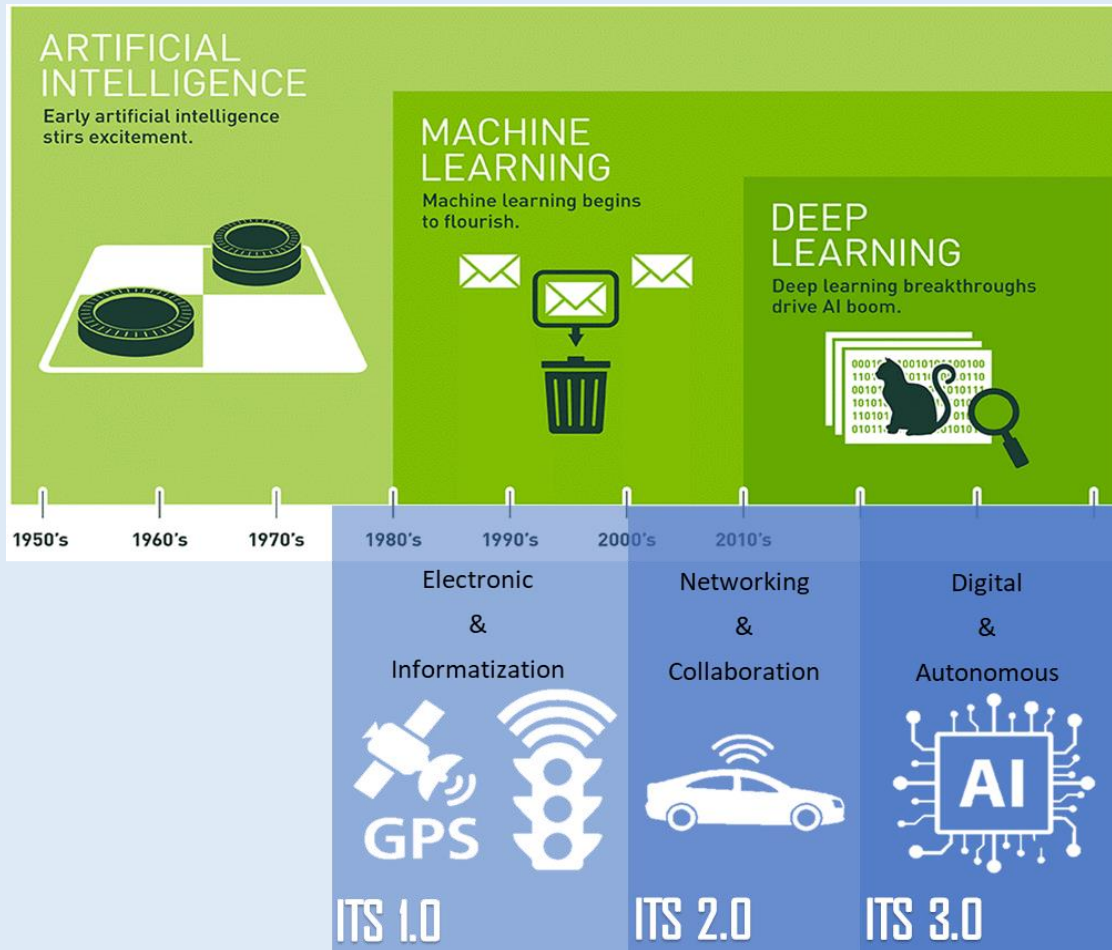 ARTIFICIAL
INTELLIGENCE
Early artificial intelligence
stirs excitement.
MACHINE
LEARNING
Machine learning begins
to flourish.
DEEP
LEARNING
Deep learning breakthroughs
drive AI boom.
1950's 1960's 1970's 1980's 1990's 2000's 2010's
Electronic
&
Informatization
GPS
ITS 1.0
Networking
&
Collaboration
ITS 2.0
Digital
&
Autonomous
AI
ITS 3.0